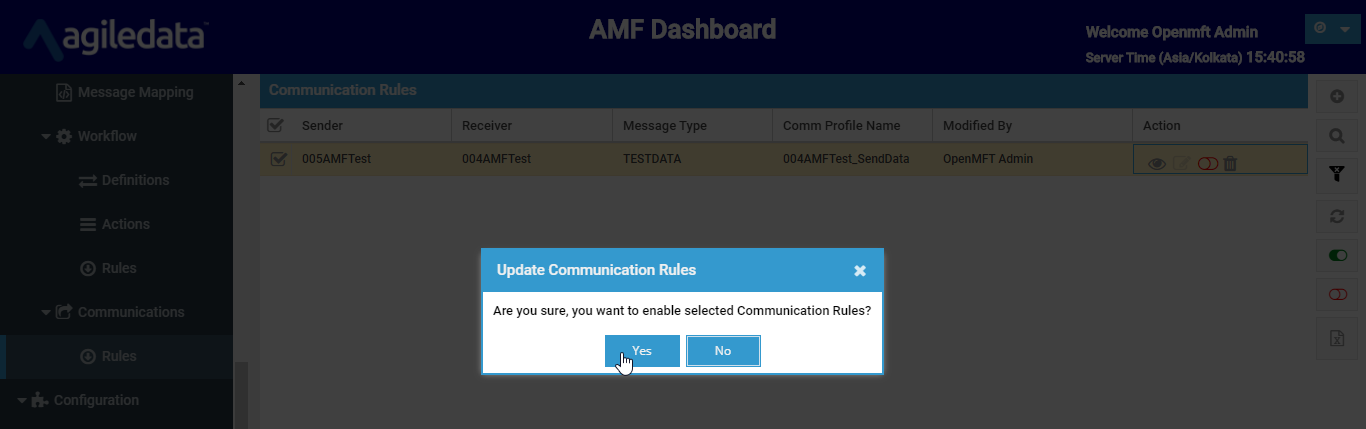 agiledata™
AMF Dashboard
Welcome Openmft Admin
Server Time (Asia/Kolkata) 15:40:58
Message Mapping
Workflow
Definitions
Actions
Rules
Communications
Rules
Configuration
Communication Rules
Sender Receiver Message Type Comm Profile Name Modified By Action
005AMFTest 004AMFTest TESTDATA 004AMFTest_SendData OpenMFT Admin
Update Communication Rules
Are you sure, you want to enable selected Communication Rules?
Yes No